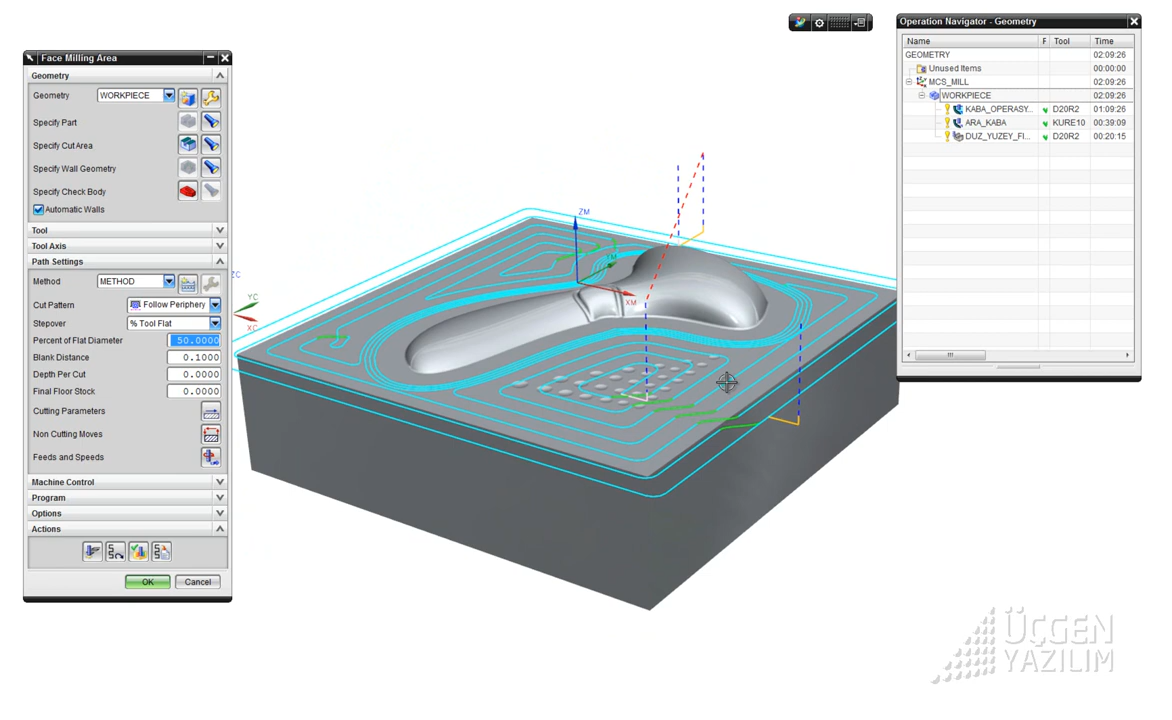 Face Milling Area
Geometry
Geometry WORKPIECE
Specify Part
Specify Cut Area
Specify Wall Geometry
Specify Check Body
Automatic Walls
Tool
Tool Axis
Path Settings
Method METHOD
Cut Pattern Follow Periphery
Stepover % Tool Flat
Percent of Flat Diameter 50.0000
Blank Distance 0.1000
Depth Per Cut 0.0000
Final Floor Stock 0.0000
Cutting Parameters
Non Cutting Moves
Feeds and Speeds
Machine Control
Program
Options
Actions
OK Cancel
ZC
YC
XC
ZM
XM
Operation Navigator - Geometry
Name F Tool Time
GEOMETRY 02:09:26
Unused Items 00:00:00
MCS_MILL 02:09:26
WORKPIECE 02:09:26
KABA_OPERASY... D20R2 01:09:26
ARA_KABA KURE10 00:39:09
DUZ_YUZEY_FI... D20R2 00:20:15
ÜÇGEN
YAZILIM